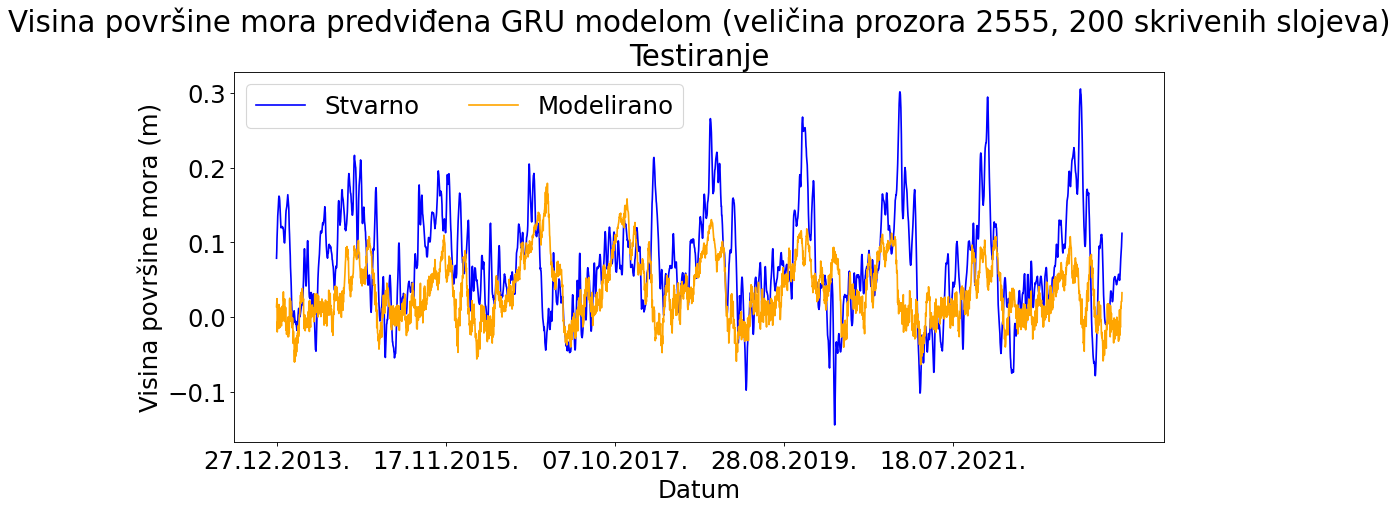 Visina površine mora predviđena GRU modelom (veličina prozora 2555, 200 skrivenih slojeva)
Testiranje
Stvarno
Modelirano
Visina površine mora (m)
0.3
0.2
0.1
0.0
−0.1
27.12.2013.
17.11.2015.
07.10.2017.
28.08.2019.
18.07.2021.
Datum